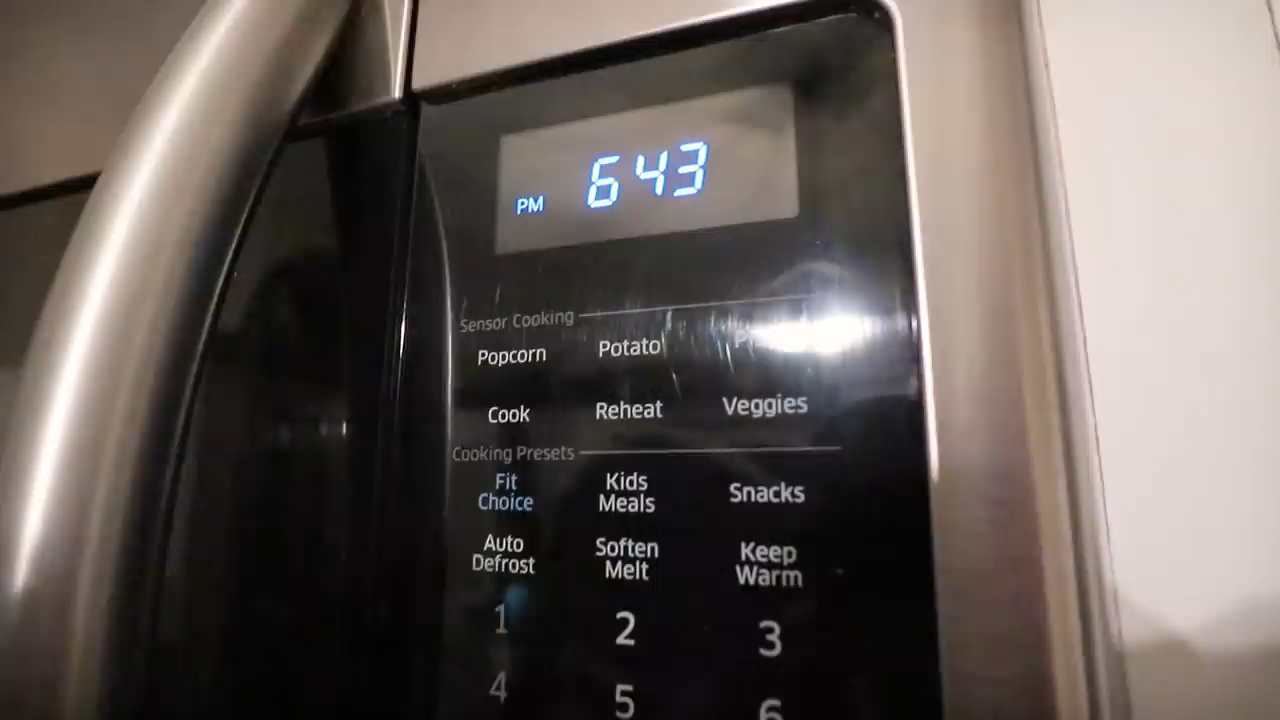 PM 643
Sensor Cooking
Popcorn Potato
Cook Reheat Veggies
Cooking Presets
Fit Choice
Kids Meals
Snacks
Auto Defrost
Soften Melt
Keep Warm
1 2 3
4 5 6